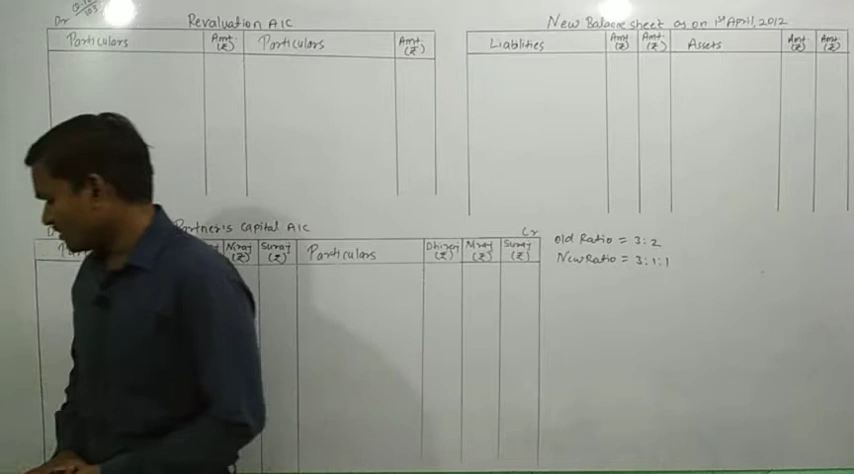 Dr
Revaluation A/C
Particulars Amt (₹) Particulars Amt (₹)
New Balance sheet as on 1st April, 2012
Liablities Amt (₹) Amt (₹) Assets Amt (₹) Amt (₹)
Partner's Capital A/C
Cr
Niraj (₹) Suraj (₹) Particulars Dhiraj (₹) Niraj (₹) Suraj (₹)
Old Ratio = 3:2
New Ratio = 3:1:1